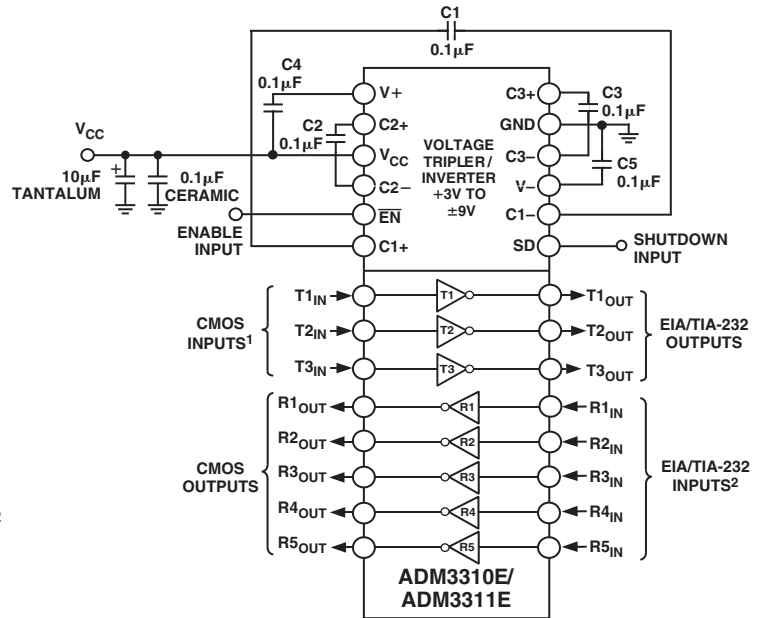 C1
0.1µF
C4
0.1µF
V+
C3+
C3
0.1µF
C2+
GND
C2
0.1µF
VCC
VCC
C3–
VOLTAGE
TRIPLER/
INVERTER
+3V TO
±9V
10µF
TANTALUM
+
0.1µF
CERAMIC
C2–
V–
C5
0.1µF
EN
C1–
ENABLE
INPUT
C1+
SD
SHUTDOWN
INPUT
T1IN
T1
T1OUT
CMOS
INPUTS1
T2IN
T2
T2OUT
EIA/TIA-232
OUTPUTS
T3IN
T3
T3OUT
R1OUT
R1
R1IN
R2OUT
R2
R2IN
CMOS
OUTPUTS
R3OUT
R3
R3IN
EIA/TIA-232
INPUTS2
R4OUT
R4
R4IN
R5OUT
R5
R5IN
ADM3310E/
ADM3311E